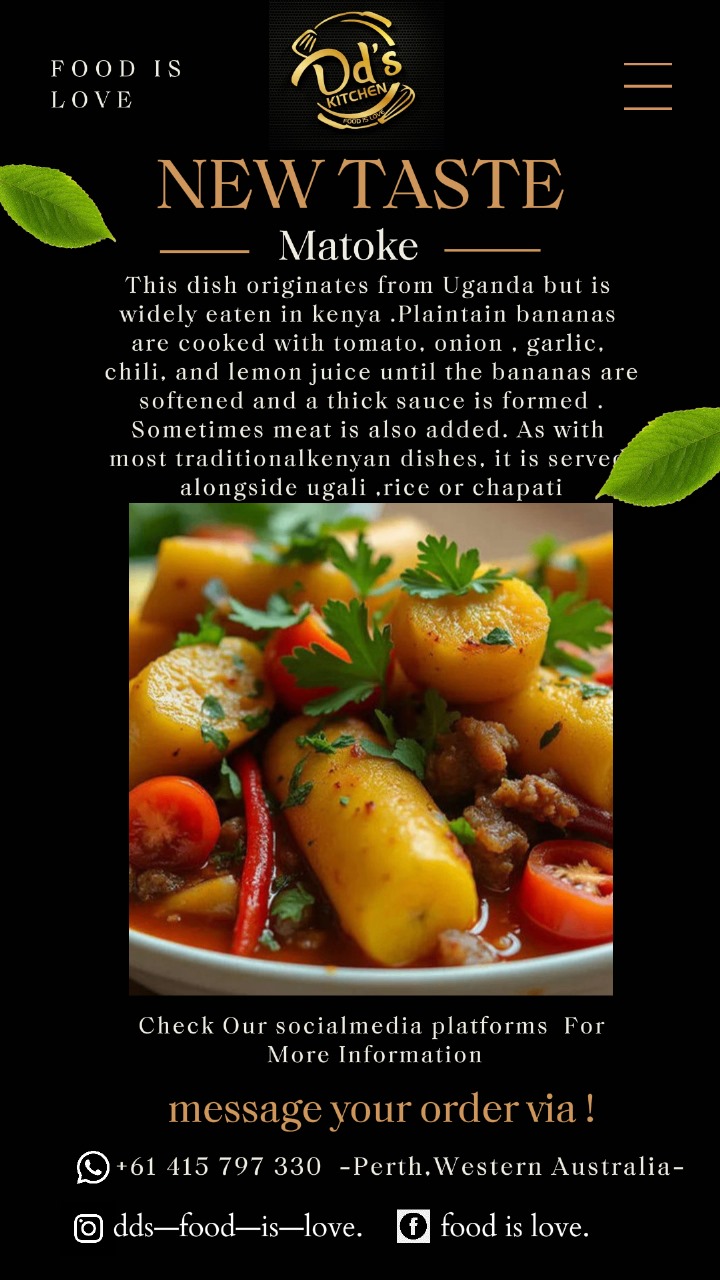 FOOD IS
LOVE
Dd's
KITCHEN
FOOD IS LOVE
NEW TASTE
Matoke
This dish originates from Uganda but is
widely eaten in kenya .Plaintain bananas
are cooked with tomato, onion , garlic,
chili, and lemon juice until the bananas are
softened and a thick sauce is formed .
Sometimes meat is also added. As with
most traditionalkenyan dishes, it is served
alongside ugali ,rice or chapati
Check Our socialmedia platforms  For
More Information
message your order via !
+61 415 797 330  -Perth,Western Australia-
dds—food—is—love.
food is love.